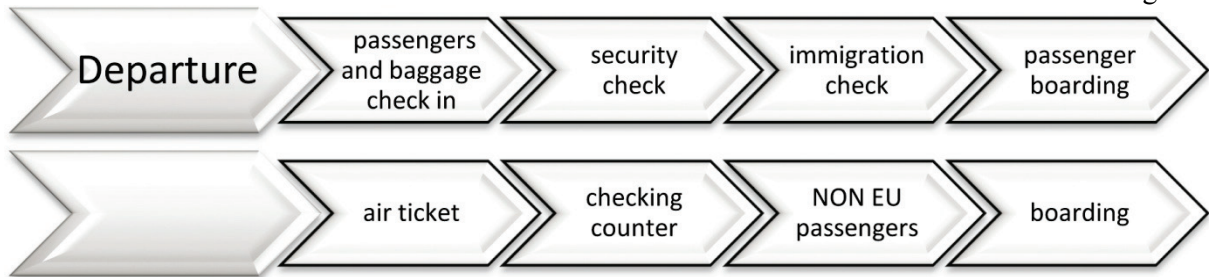 Departure
passengers
and baggage
check in
security
check
immigration
check
passenger
boarding
air ticket
checking
counter
NON EU
passengers
boarding